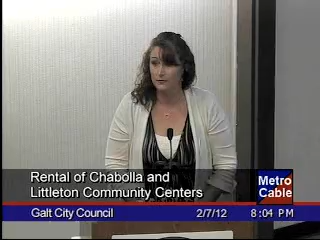 Rental of Chabolla and
Littleton Community Centers
Metro
Cable
Galt City Council 2/7/12 8:04 PM